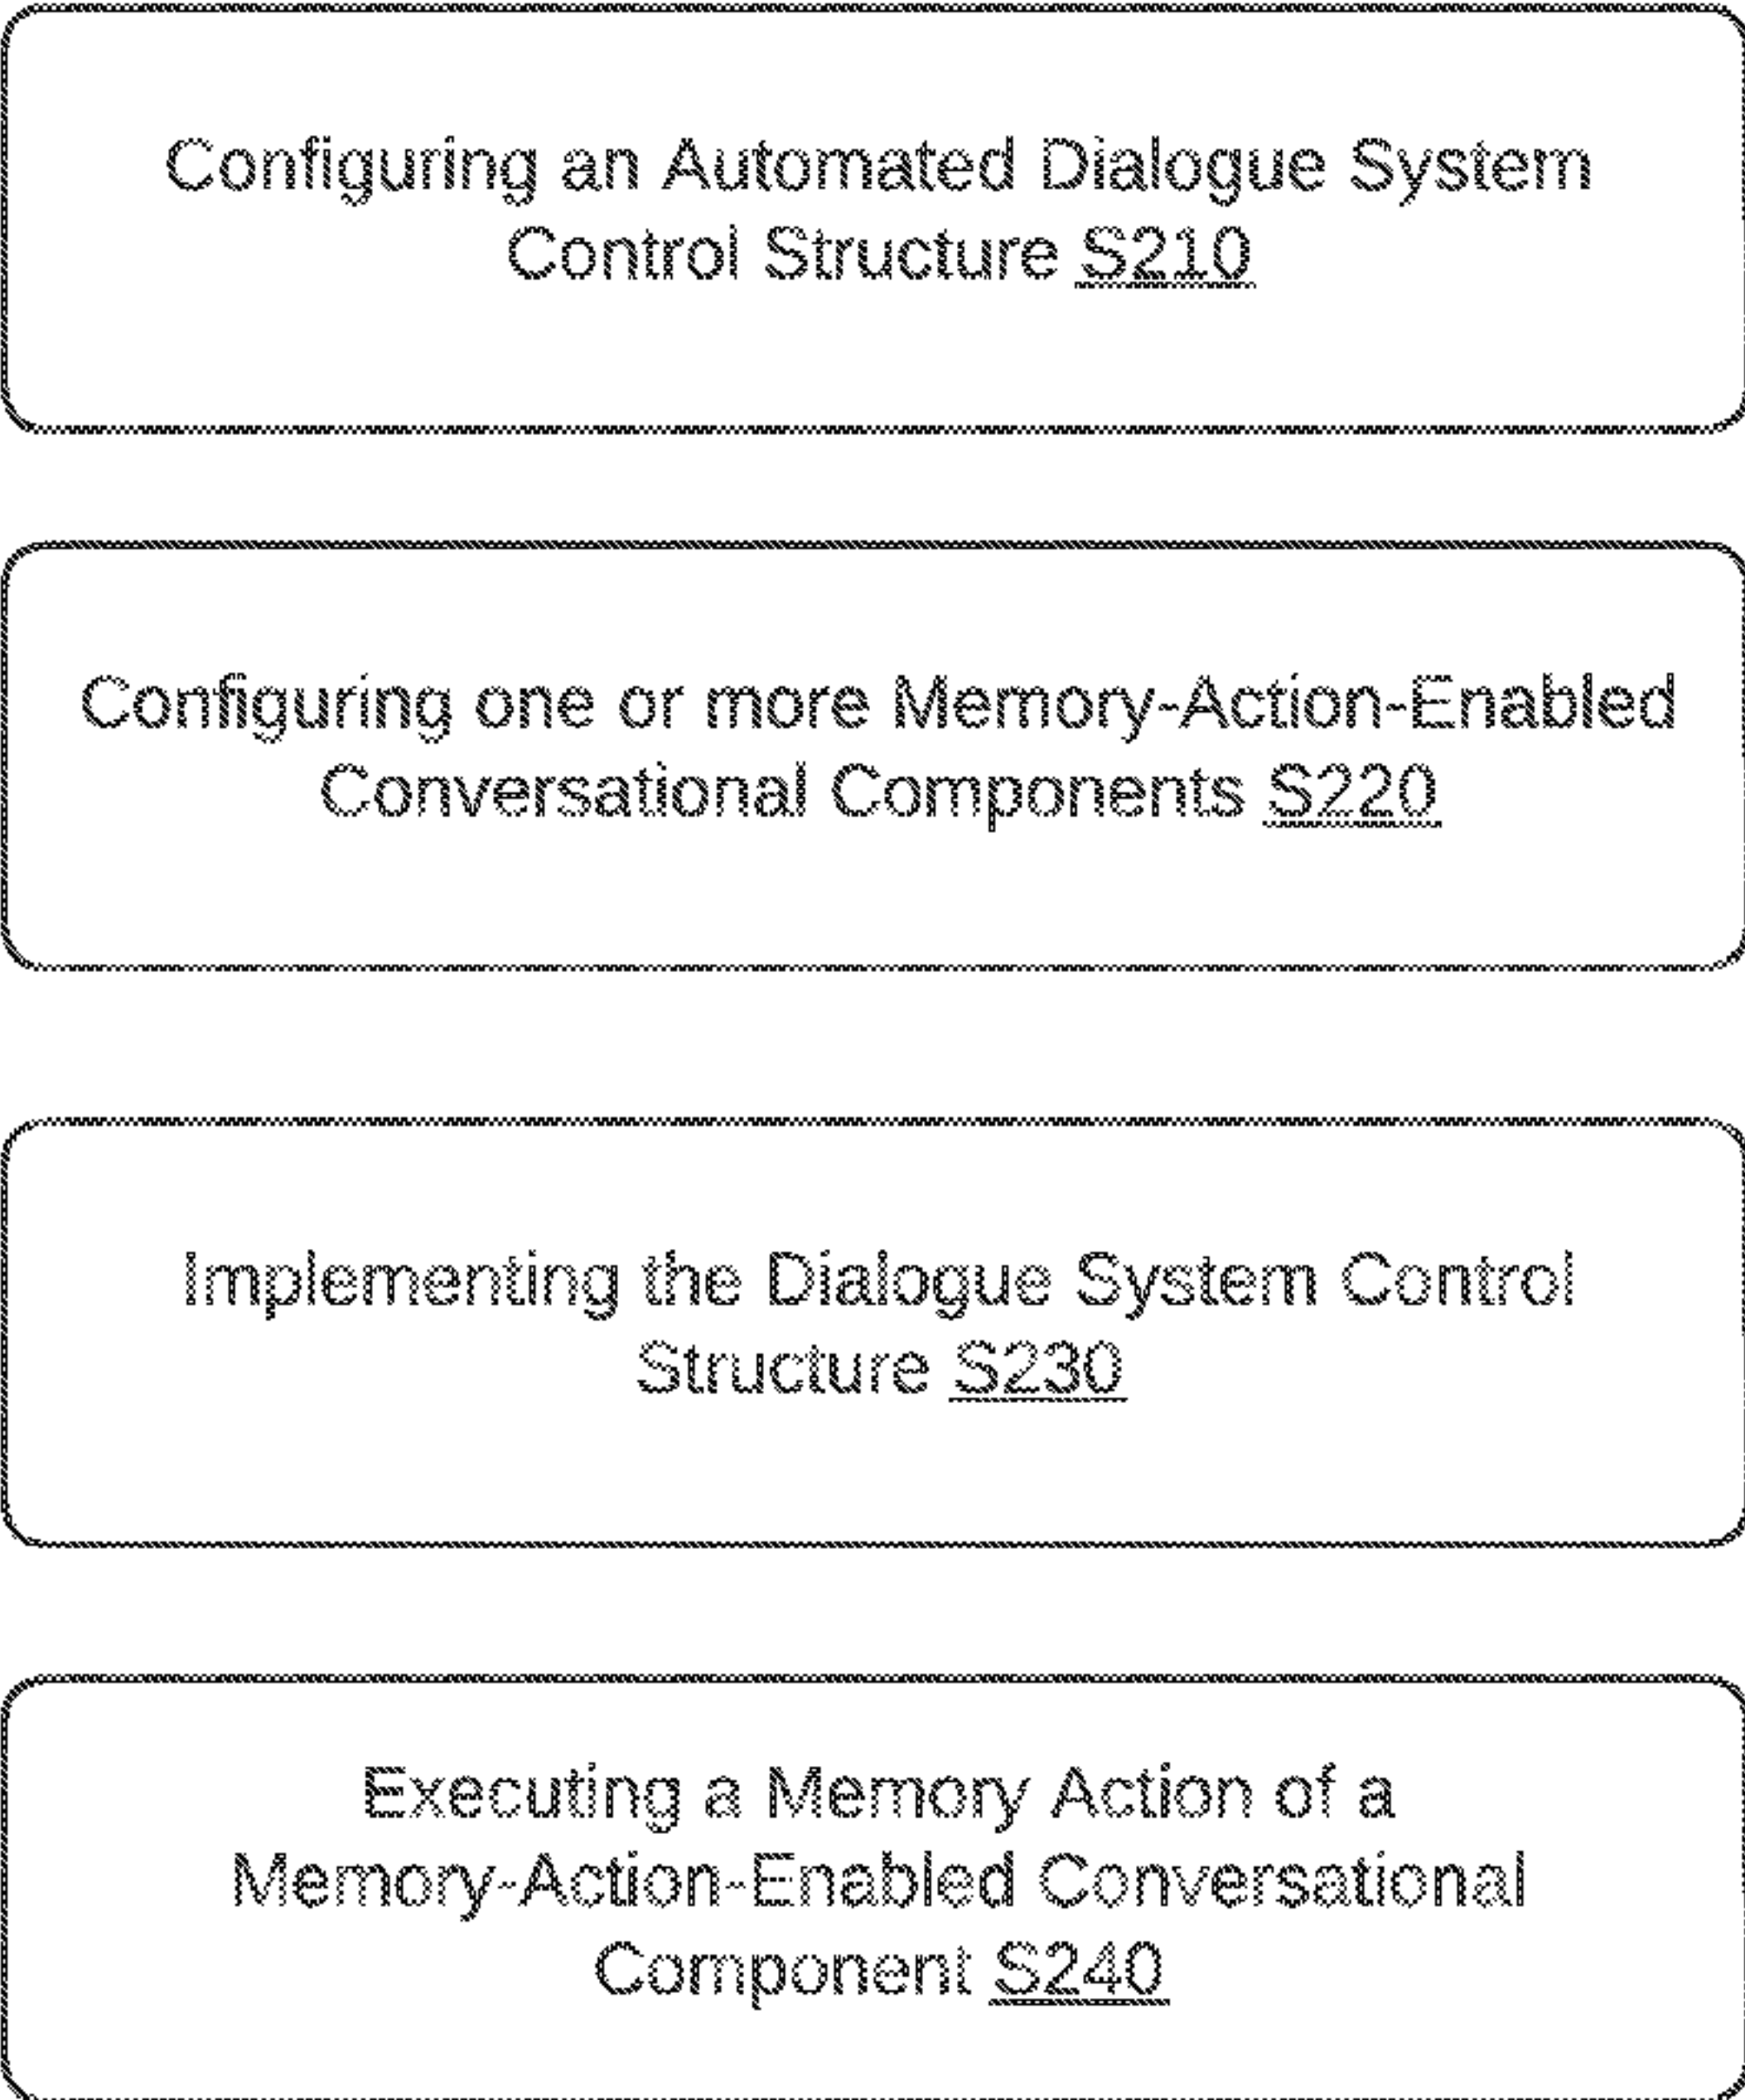 Configuring an Automated Dialogue System
Control Structure S210
Configuring one or more Memory-Action-Enabled
Conversational Components S220
Implementing the Dialogue System Control
Structure S230
Executing a Memory Action of a
Memory-Action-Enabled Conversational
Component S240